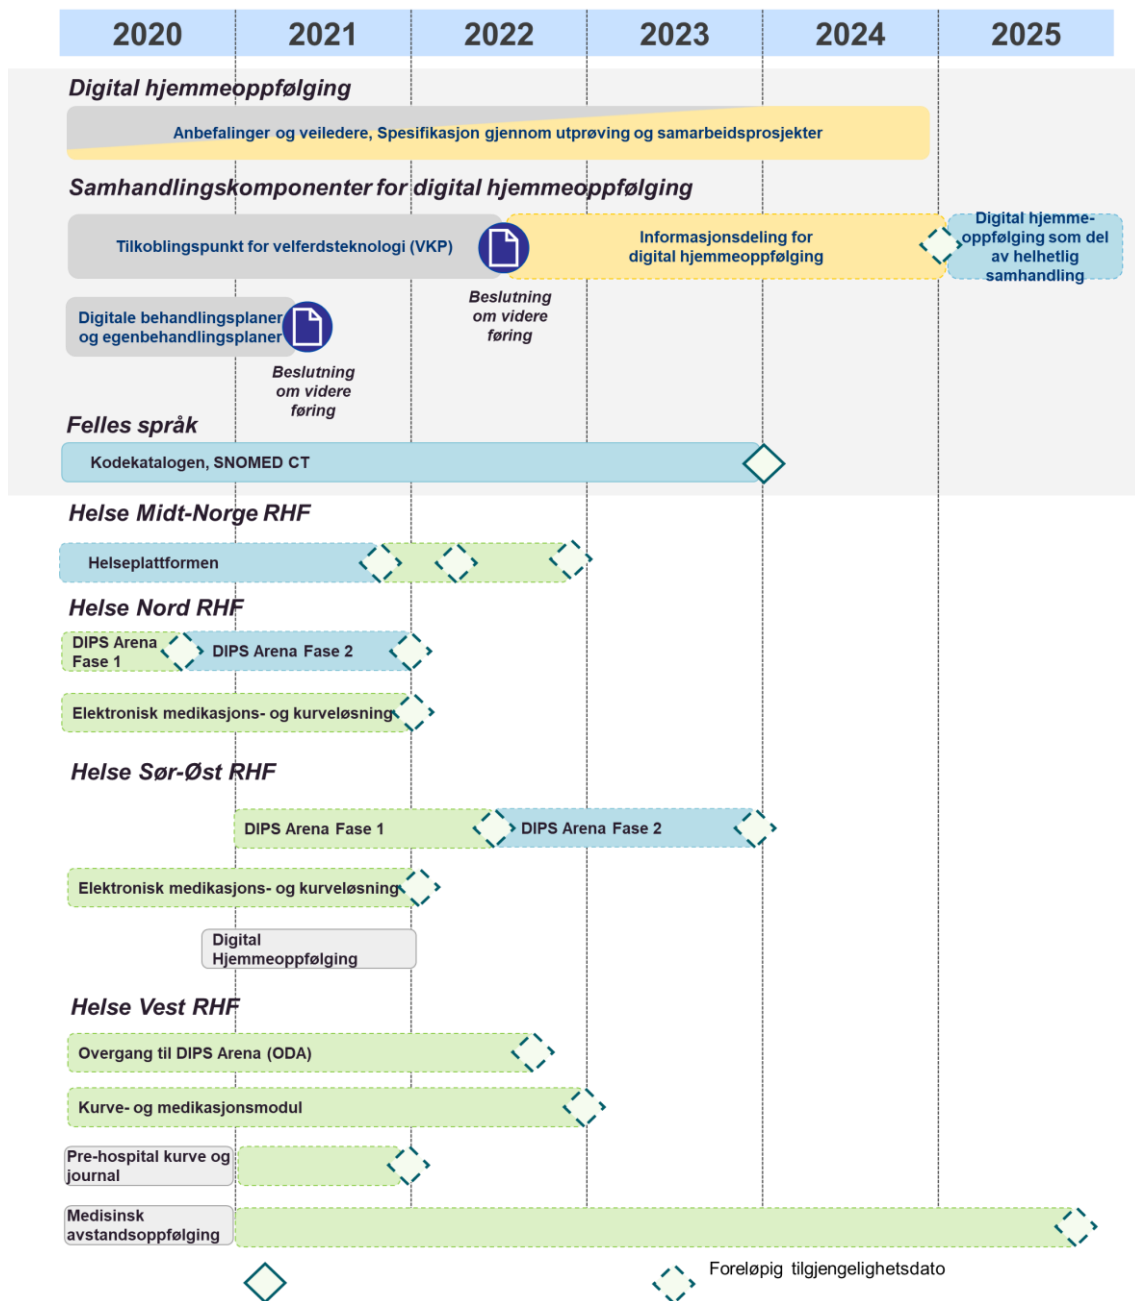 2020 2021 2022 2023 2024 2025
Digital hjemmeoppfølging
Anbefalinger og veiledere, Spesifikasjon gjennom utprøving og samarbeidsprosjekter
Samhandlingskomponenter for digital hjemmeoppfølging
Tilkoblingspunkt for velferdsteknologi (VKP)
Informasjonsdeling for
digital hjemmeoppfølging
Digital hjemme-
oppfølging som del
av helhetlig
samhandling
Beslutning
om videre
føring
Digitale behandlingsplaner
og egenbehandlingsplaner
Beslutning
om videre
føring
Felles språk
Kodekatalogen, SNOMED CT
Helse Midt-Norge RHF
Helseplattformen
Helse Nord RHF
DIPS Arena
Fase 1
DIPS Arena Fase 2
Elektronisk medikasjons- og kurveløsning
Helse Sør-Øst RHF
DIPS Arena Fase 1
DIPS Arena Fase 2
Elektronisk medikasjons- og kurveløsning
Digital
Hjemmeoppfølging
Helse Vest RHF
Overgang til DIPS Arena (ODA)
Kurve- og medikasjonsmodul
Pre-hospital kurve og
journal
Medisinsk
avstandsoppfølging
Foreløpig tilgjengelighetsdato